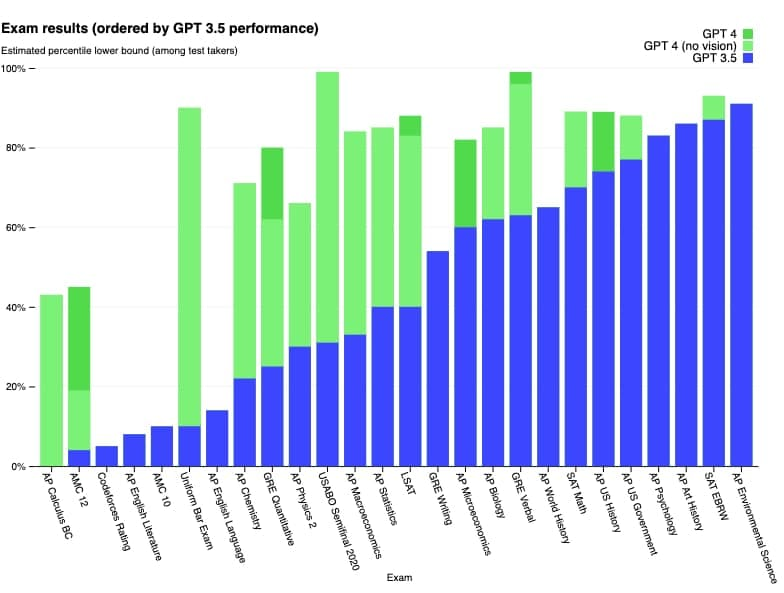 Exam results (ordered by GPT 3.5 performance)
Estimated percentile lower bound (among test takers)
GPT 4
GPT 4 (no vision)
GPT 3.5
100%
80%
60%
40%
20%
0%
AP Calculus BC
AMC 12
Codeforces Rating
AP English Literature
AMC 10
Uniform Bar Exam
AP English Language
AP Chemistry
GRE Quantitative
AP Physics 2
USABO Semifinal 2020
AP Macroeconomics
AP Statistics
LSAT
GRE Writing
AP Microeconomics
AP Biology
GRE Verbal
AP World History
SAT Math
AP US History
AP US Government
AP Psychology
AP Art History
SAT EBRW
AP Environmental Science
Exam